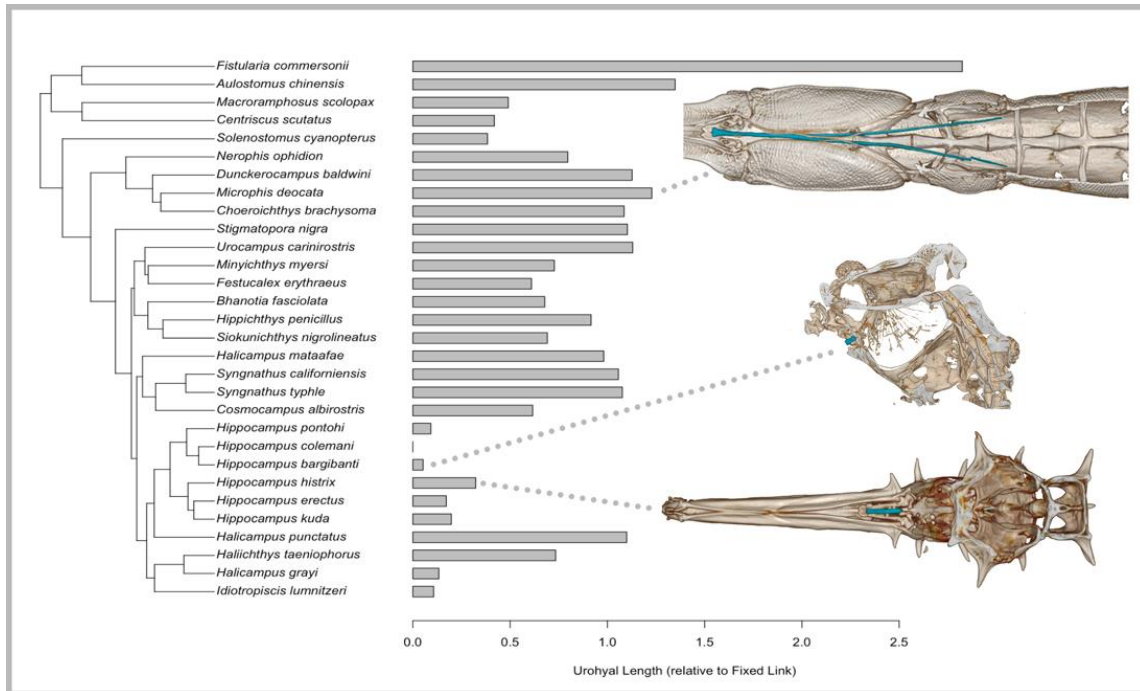 Fistularia commersonii
Aulostomus chinensis
Macroramphosus scolopax
Centriscus scutatus
Solenostomus cyanopterus
Nerophis ophidion
Dunckerocampus baldwini
Microphis deocata
Choeroichthys brachysoma
Stigmatopora nigra
Urocampus carinirostris
Minyichthys myersi
Festucalex erythraeus
Bhanotia fasciolata
Hippichthys penicillus
Siokunichthys nigrolineatus
Halicampus mataafae
Syngnathus californiensis
Syngnathus typhle
Cosmocampus albirostris
Hippocampus pontohi
Hippocampus colemani
Hippocampus bargibanti
Hippocampus histrix
Hippocampus erectus
Hippocampus kuda
Halicampus punctatus
Haliichthys taeniophorus
Halicampus grayi
Idiotropiscis lumnitzeri
0.0 0.5 1.0 1.5 2.0 2.5
Urohyal Length (relative to Fixed Link)